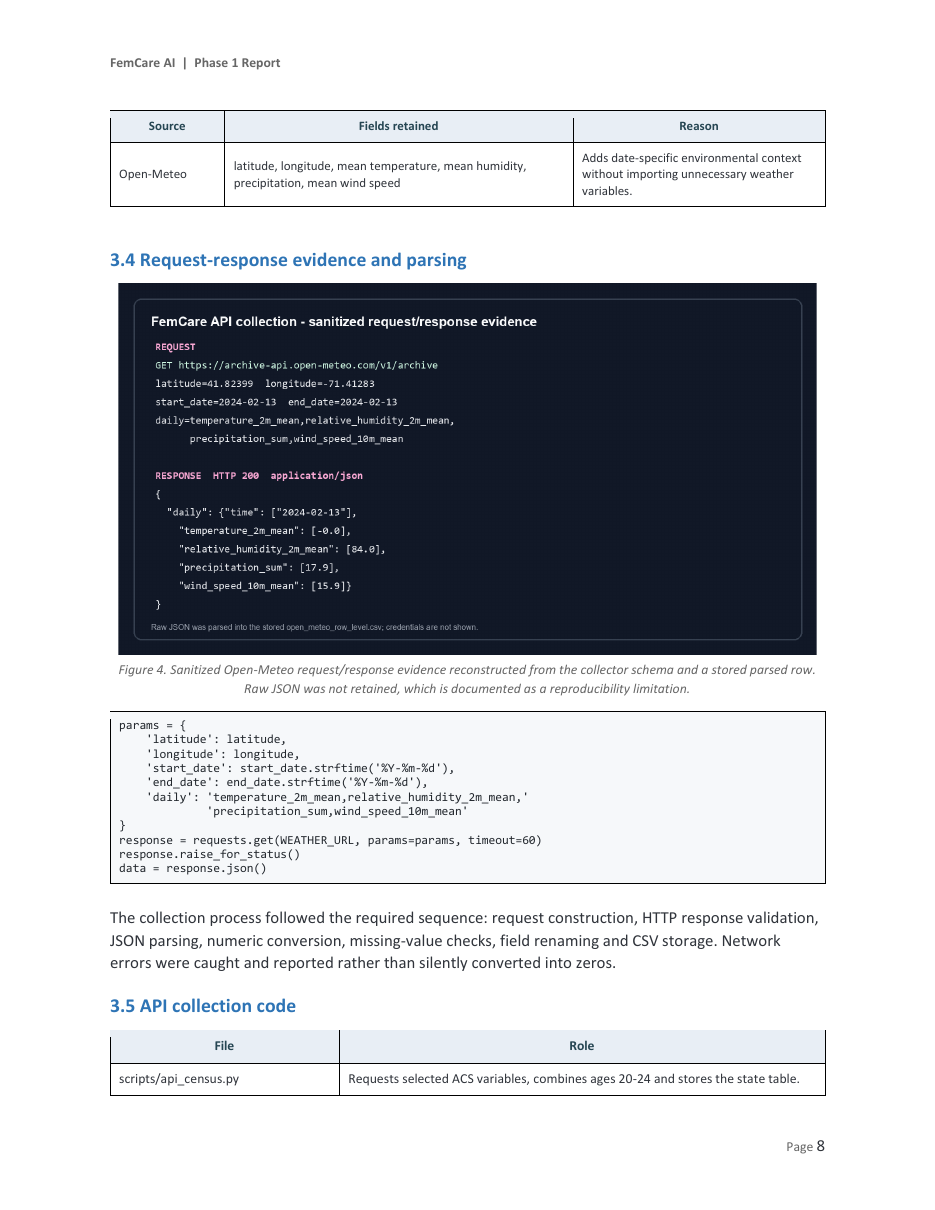 FemCare AI | Phase 1 Report
Source
Fields retained
Reason
Open-Meteo
latitude, longitude, mean temperature, mean humidity,
precipitation, mean wind speed
Adds date-specific environmental context
without importing unnecessary weather
variables.
3.4 Request-response evidence and parsing
FemCare API collection - sanitized request/response evidence
REQUEST
GET https://archive-api.open-meteo.com/v1/archive
latitude=41.82399  longitude=-71.41283
start_date=2024-02-13  end_date=2024-02-13
daily=temperature_2m_mean,relative_humidity_2m_mean,
      precipitation_sum,wind_speed_10m_mean
RESPONSE  HTTP 200  application/json
{
  "daily": {"time": ["2024-02-13"],
    "temperature_2m_mean": [-0.0],
    "relative_humidity_2m_mean": [84.0],
    "precipitation_sum": [17.9],
    "wind_speed_10m_mean": [15.9]}
}
Raw JSON was parsed into the stored open_meteo_row_level.csv; credentials are not shown.
Figure 4. Sanitized Open-Meteo request/response evidence reconstructed from the collector schema and a stored parsed row.
Raw JSON was not retained, which is documented as a reproducibility limitation.
params = {
    'latitude': latitude,
    'longitude': longitude,
    'start_date': start_date.strftime('%Y-%m-%d'),
    'end_date': end_date.strftime('%Y-%m-%d'),
    'daily': 'temperature_2m_mean,relative_humidity_2m_mean,'
             'precipitation_sum,wind_speed_10m_mean'
}
response = requests.get(WEATHER_URL, params=params, timeout=60)
response.raise_for_status()
data = response.json()
The collection process followed the required sequence: request construction, HTTP response validation,
JSON parsing, numeric conversion, missing-value checks, field renaming and CSV storage. Network
errors were caught and reported rather than silently converted into zeros.
3.5 API collection code
File
Role
scripts/api_census.py
Requests selected ACS variables, combines ages 20-24 and stores the state table.
Page 8